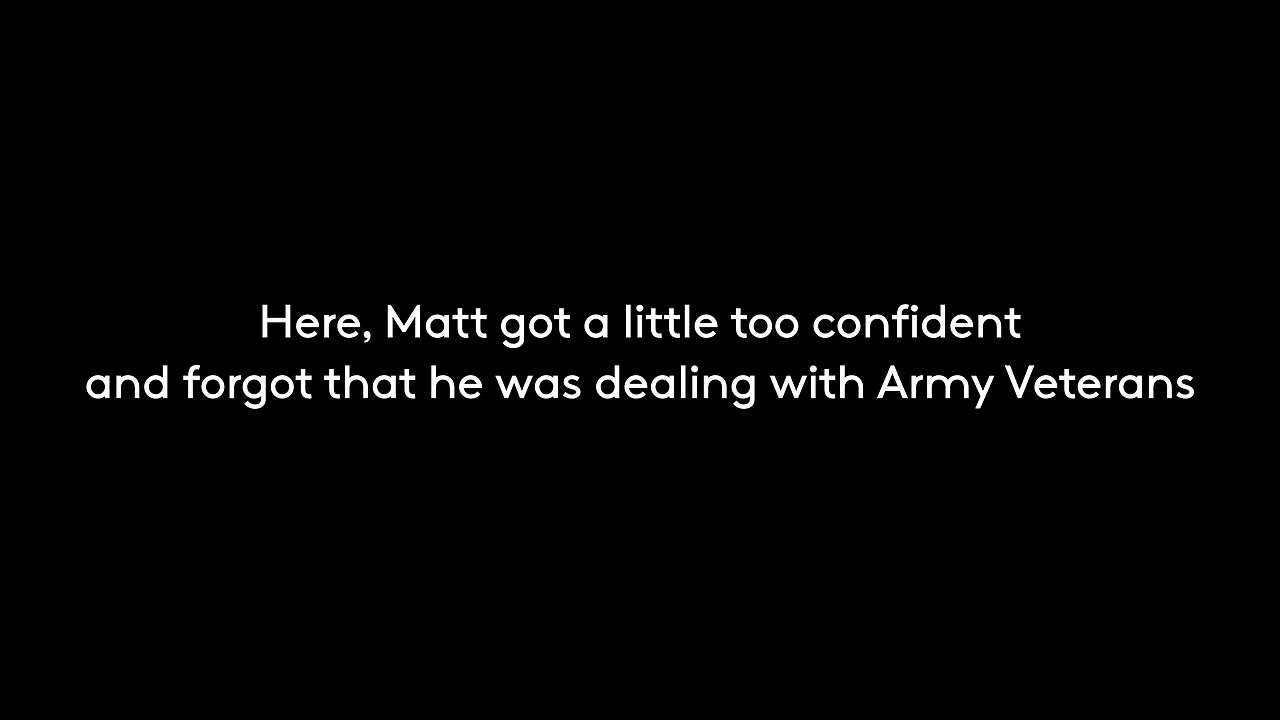 Here, Matt got a little too confident
and forgot that he was dealing with Army Veterans